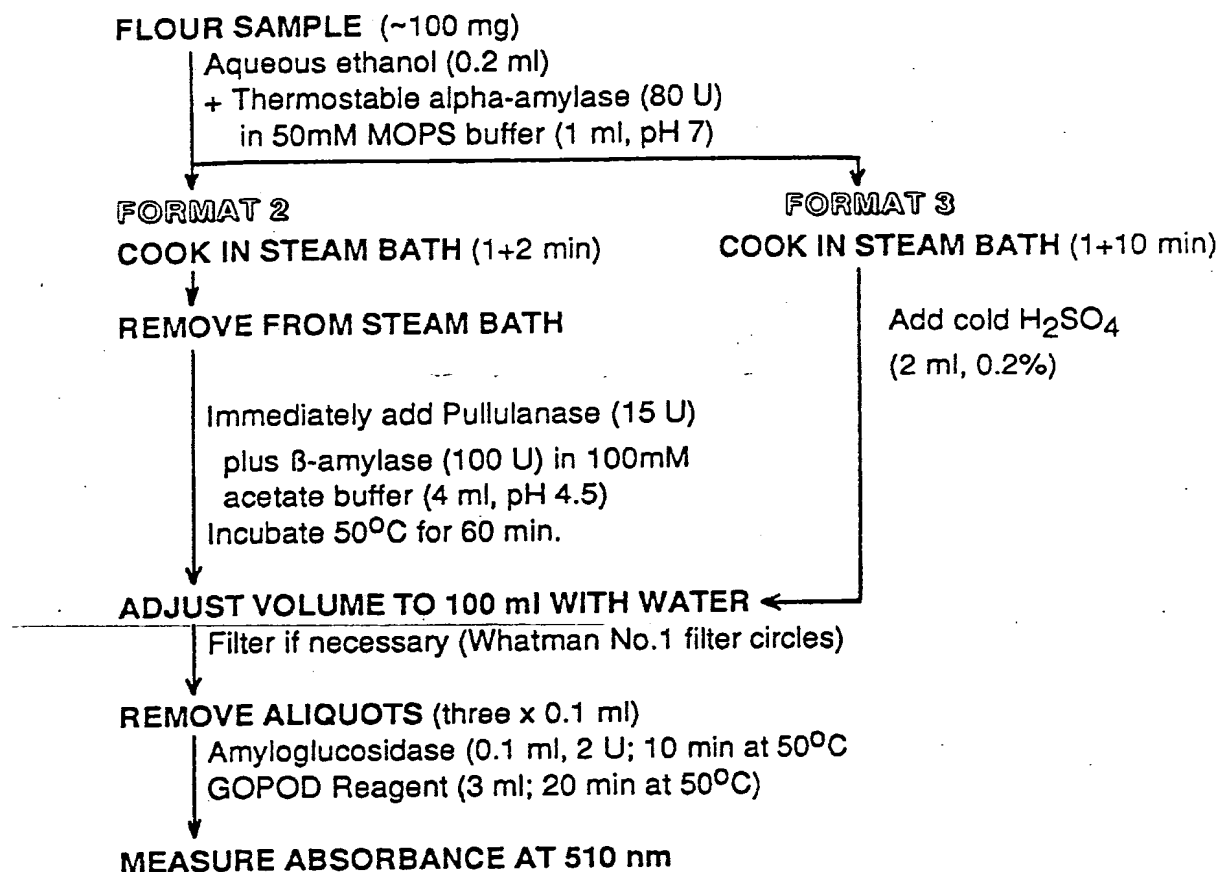 FLOUR SAMPLE (~100 mg)
Aqueous ethanol (0.2 ml)
+ Thermostable alpha-amylase (80 U)
in 50mM MOPS buffer (1 ml, pH 7)
FORMAT 2
COOK IN STEAM BATH (1+2 min)
REMOVE FROM STEAM BATH
Immediately add Pullulanase (15 U)
plus ß-amylase (100 U) in 100mM
acetate buffer (4 ml, pH 4.5)
Incubate 50ºC for 60 min.
FORMAT 3
COOK IN STEAM BATH (1+10 min)
Add cold H₂SO₄
(2 ml, 0.2%)
ADJUST VOLUME TO 100 ml WITH WATER
Filter if necessary (Whatman No.1 filter circles)
REMOVE ALIQUOTS (three x 0.1 ml)
Amyloglucosidase (0.1 ml, 2 U; 10 min at 50ºC
GOPOD Reagent (3 ml; 20 min at 50ºC)
MEASURE ABSORBANCE AT 510 nm